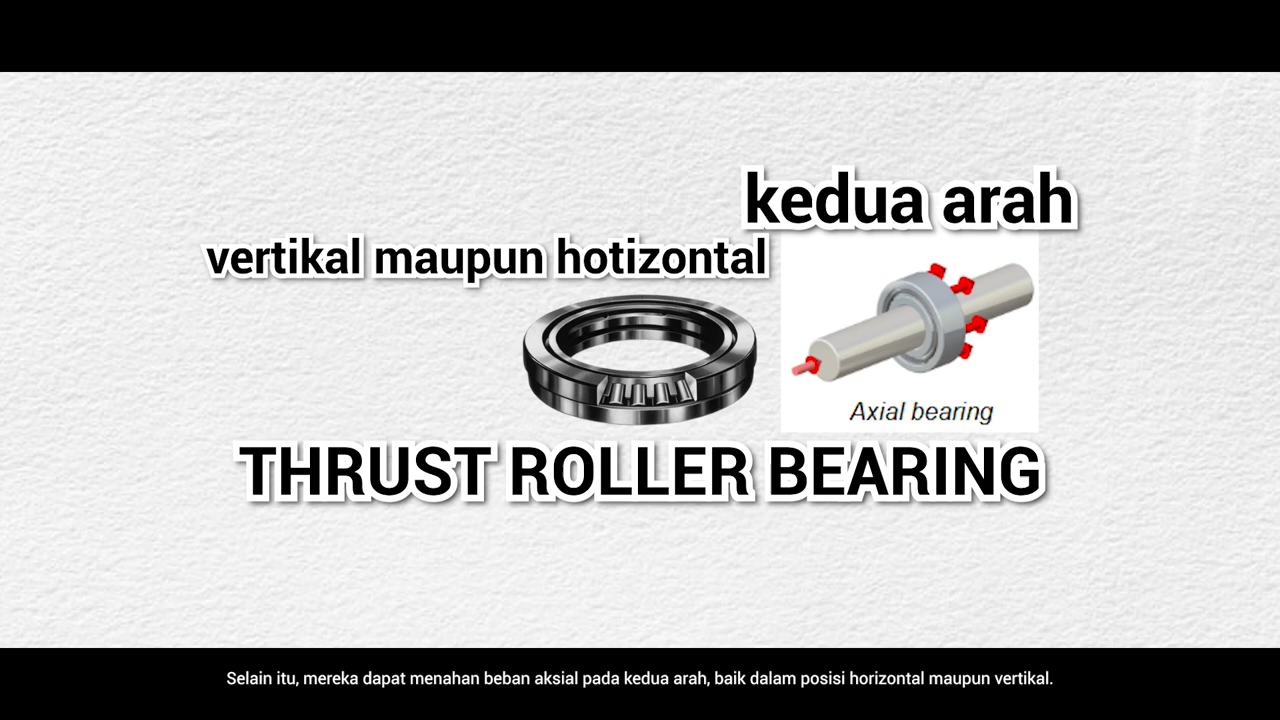 kedua arah
vertikal maupun hotizontal
Axial bearing
THRUST ROLLER BEARING
Selain itu, mereka dapat menahan beban aksial pada kedua arah, baik dalam posisi horizontal maupun vertikal.